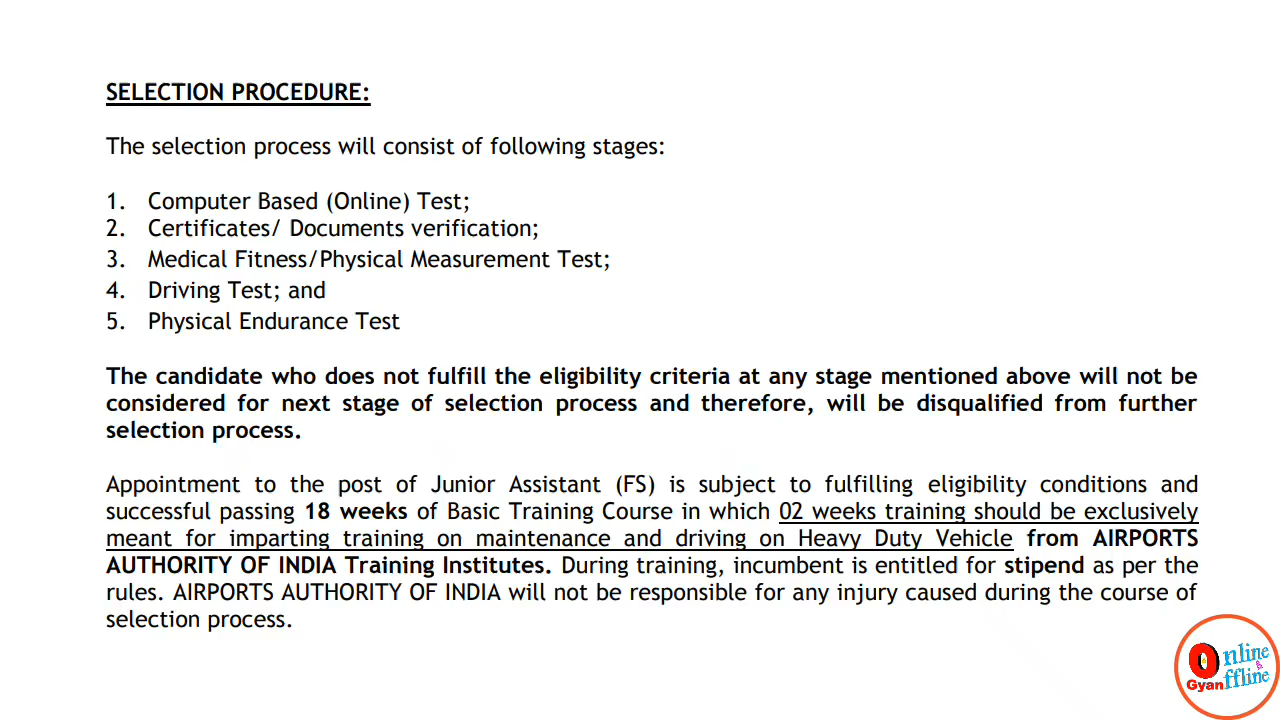 SELECTION PROCEDURE:
The selection process will consist of following stages:
1. Computer Based (Online) Test;
2. Certificates/ Documents verification;
3. Medical Fitness/Physical Measurement Test;
4. Driving Test; and
5. Physical Endurance Test
The candidate who does not fulfill the eligibility criteria at any stage mentioned above will not be
considered for next stage of selection process and therefore, will be disqualified from further
selection process.
Appointment to the post of Junior Assistant (FS) is subject to fulfilling eligibility conditions and
successful passing 18 weeks of Basic Training Course in which 02 weeks training should be exclusively
meant for imparting training on maintenance and driving on Heavy Duty Vehicle from AIRPORTS
AUTHORITY OF INDIA Training Institutes. During training, incumbent is entitled for stipend as per the
rules. AIRPORTS AUTHORITY OF INDIA will not be responsible for any injury caused during the course of
selection process.
Online
&
Gyan ffline